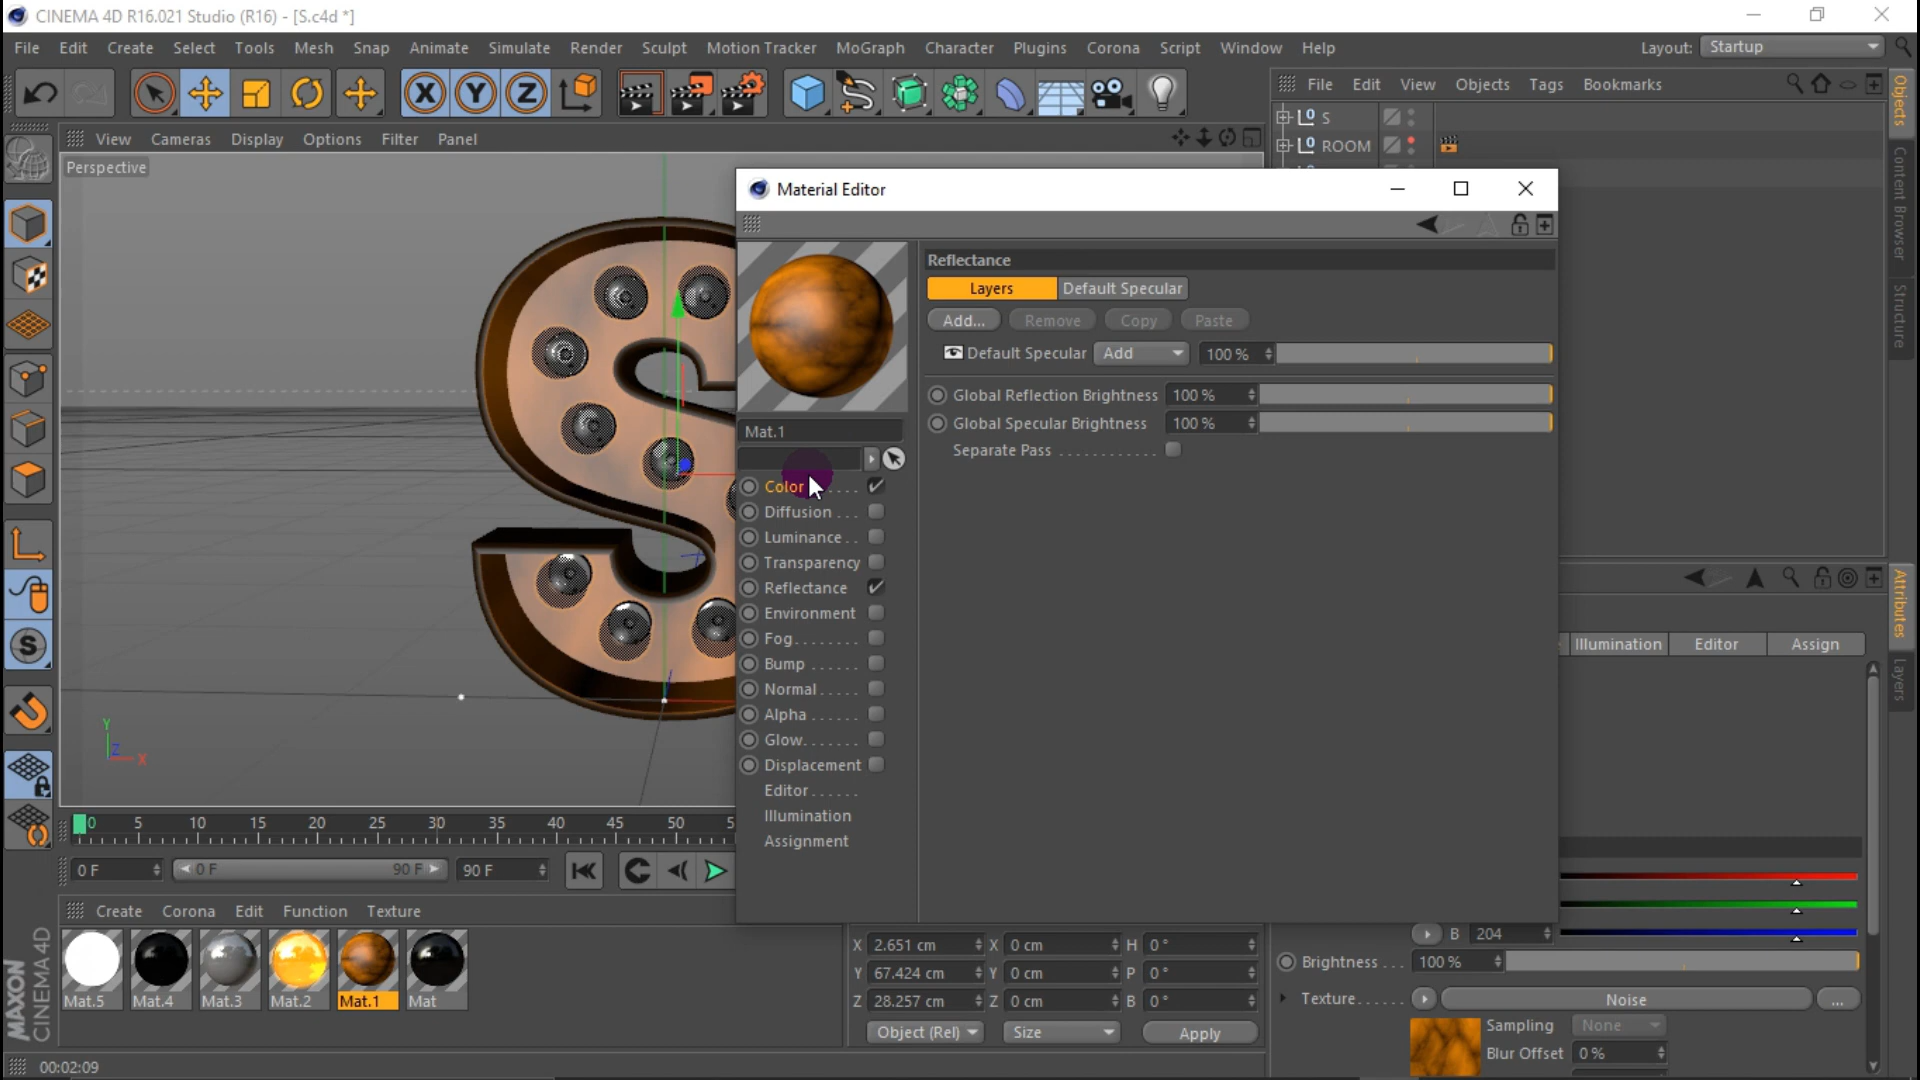 CINEMA 4D R16.021 Studio (R16) - [S.c4d *]
File Edit Create Select Tools Mesh Snap Animate Simulate Render Sculpt Motion Tracker MoGraph Character Plugins Corona Script Window Help
Layout: Startup
X Y Z
File Edit View Objects Tags Bookmarks
View Cameras Display Options Filter Panel
Perspective
S
ROOM
Objects
Content Browser
Structure
Material Editor
Reflectance
Layers Default Specular
Add... Remove Copy Paste
Default Specular Add 100 %
Global Reflection Brightness 100 %
Global Specular Brightness 100 %
Separate Pass . . . . . . . . . . . .
Mat.1
Color . . . .
Diffusion . . .
Luminance . .
Transparency
Reflectance
Environment
Fog . . . . . . .
Bump . . . . . .
Normal . . . . .
Alpha . . . . . .
Glow . . . . . . .
Displacement
Editor . . . . . .
Illumination
Assignment
Attributes
Layers
Illumination Editor Assign
Y
Z
X
0 5 10 15 20 25 30 35 40 45 50 5
0 F 0 F 90 F 90 F
Create Corona Edit Function Texture
Mat.5 Mat.4 Mat.3 Mat.2 Mat.1 Mat
X 2.651 cm X 0 cm H 0 °
Y 67.424 cm Y 0 cm P 0 °
Z 28.257 cm Z 0 cm B 0 °
Object (Rel) Size Apply
B 204
Brightness . . . 100 %
Texture . . . . . . Noise ...
Sampling None
Blur Offset 0 %
MAXON
CINEMA 4D
00:02:09